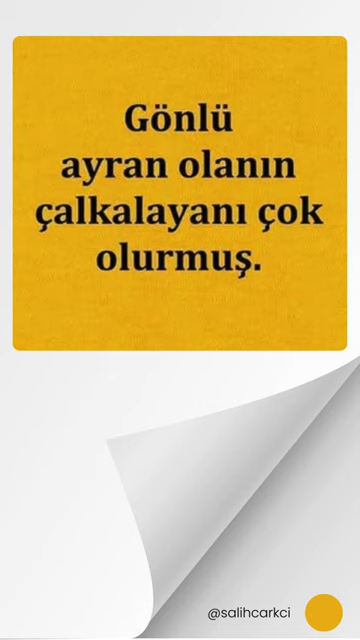 Gönlü
ayran olanın
çalkalayanı çok
olurmuş.
@salihcarkci